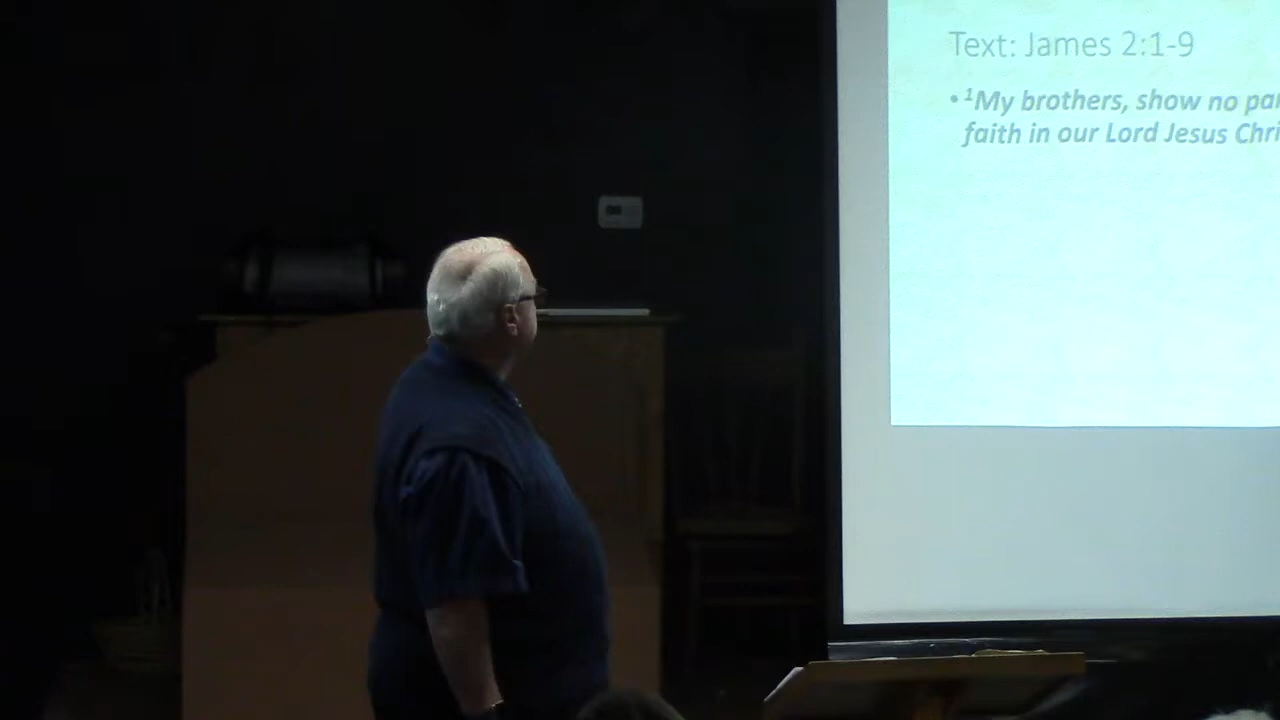 Text: James 2:1-9
• ¹My brothers, show no
faith in our Lord Jesus